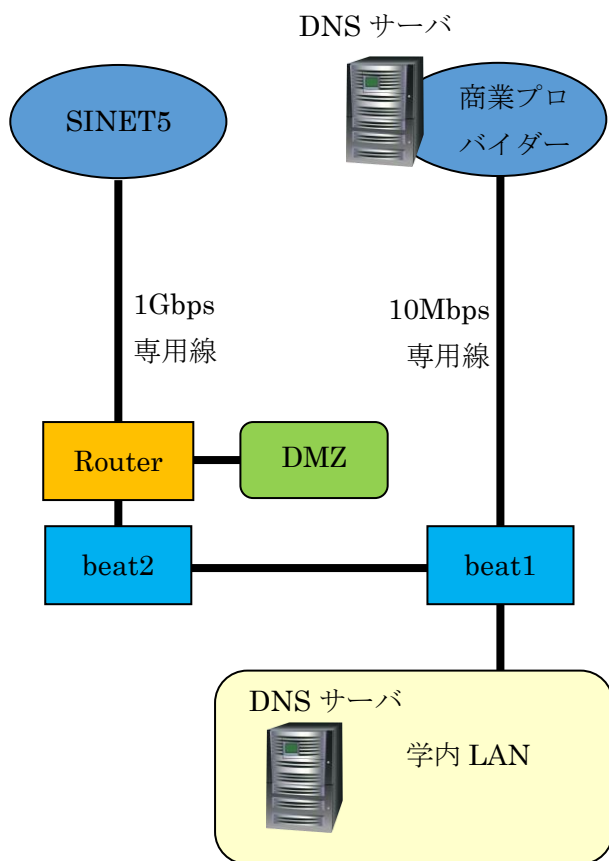 DNS サーバ
SINET5
商業プロ
バイダー
1Gbps
専用線
10Mbps
専用線
Router
DMZ
beat2
beat1
DNS サーバ
学内 LAN